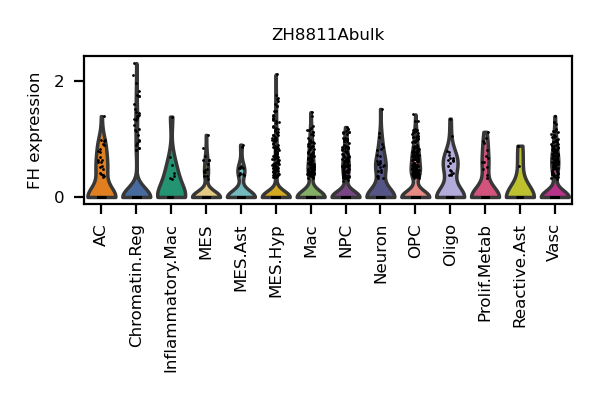 ZH8811Abulk
FH expression
2
0
AC
Chromatin.Reg
Inflammatory.Mac
MES
MES.Ast
MES.Hyp
Mac
NPC
Neuron
OPC
Oligo
Prolif.Metab
Reactive.Ast
Vasc